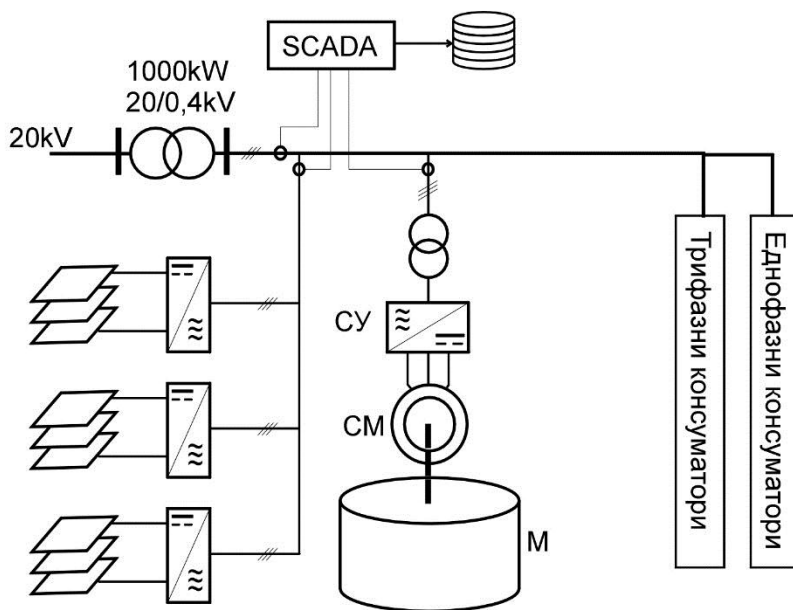 SCADA
1000kW
20/0,4kV
20kV
СУ
СМ
М
Трифазни консуматори
Еднофазни консуматори